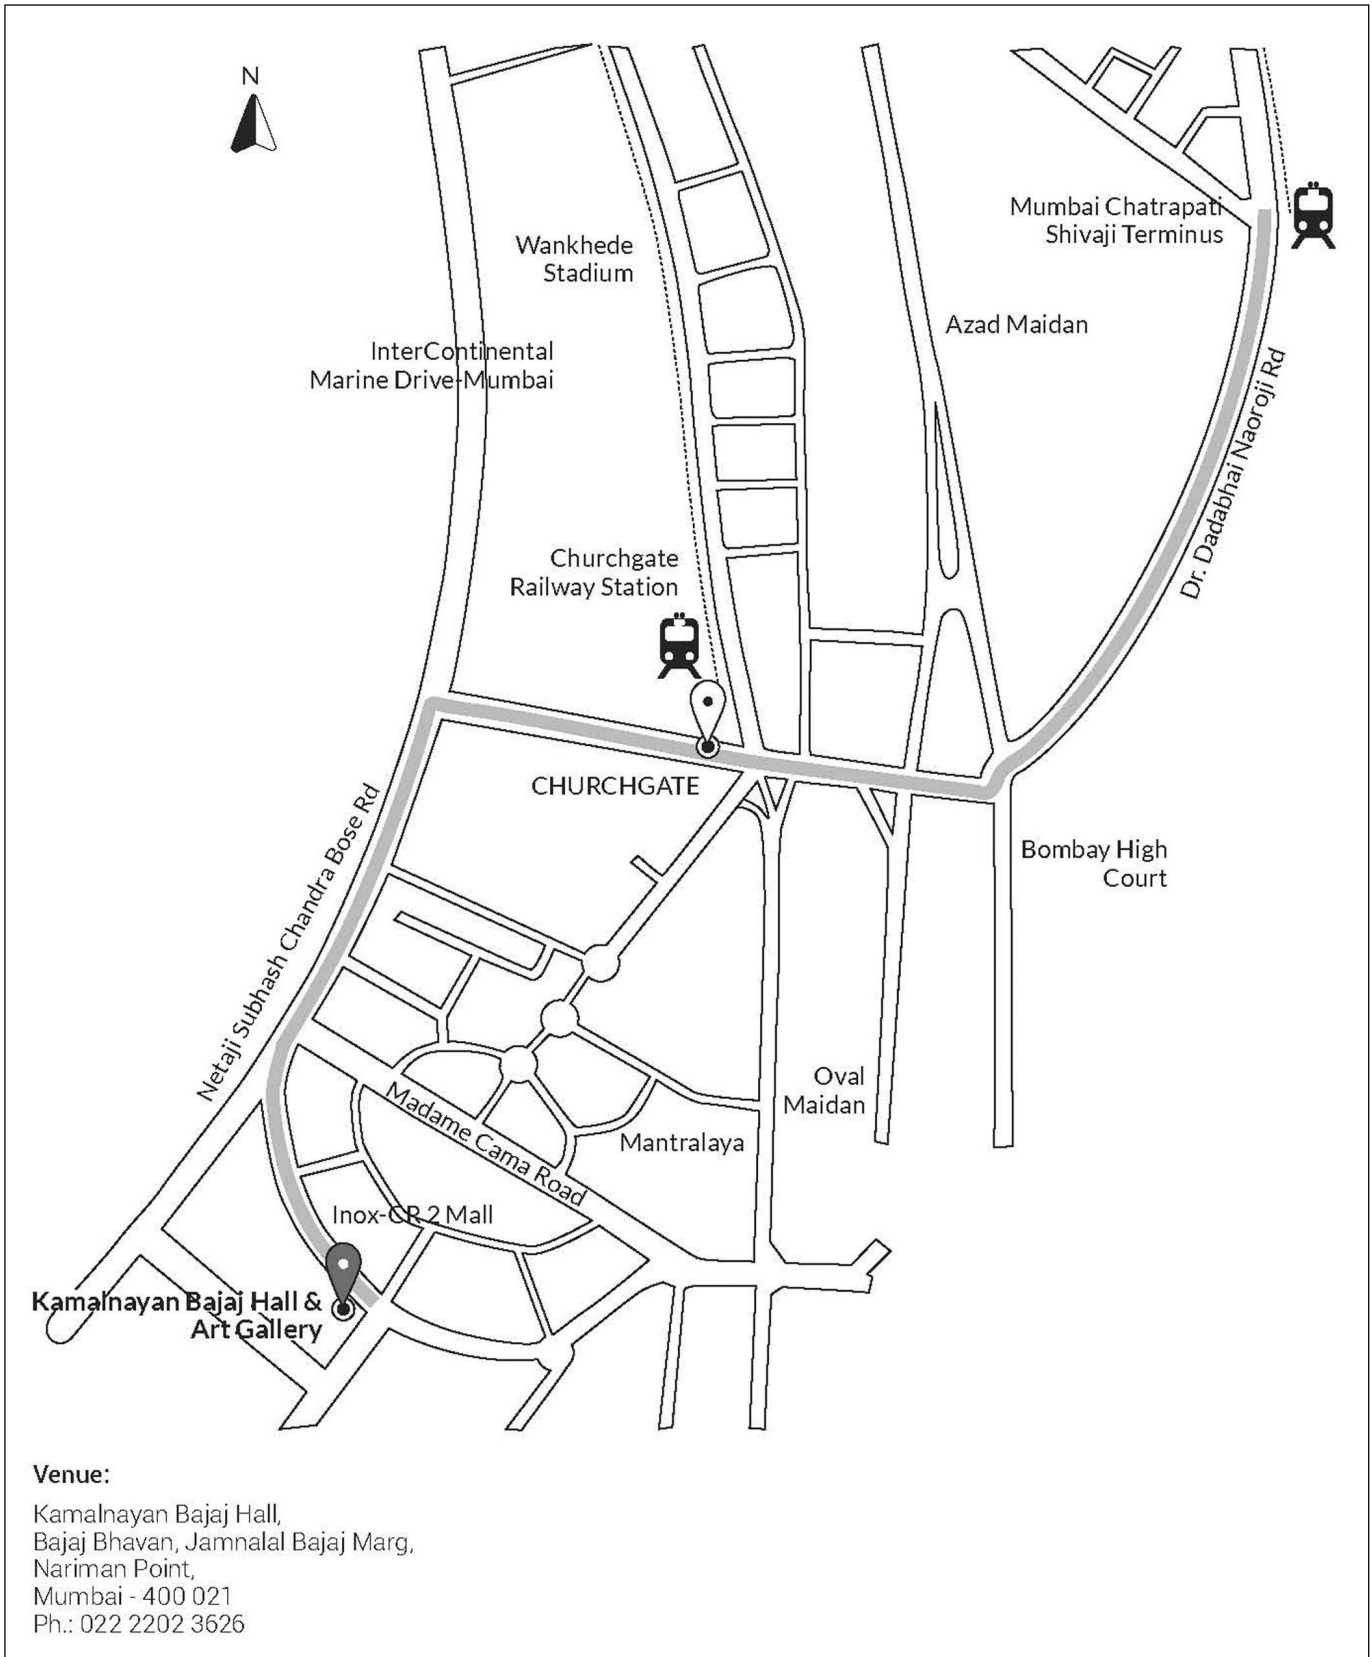 N
Mumbai Chatrapati
Shivaji Terminus
Wankhede
Stadium
Azad Maidan
InterContinental
Marine Drive-Mumbai
Dr. Dadabhai Naoroji Rd
Churchgate
Railway Station
CHURCHGATE
Netaji Subhash Chandra Bose Rd
Bombay High
Court
Oval
Maidan
Madame Cama Road
Mantralaya
Inox-CR 2 Mall
Kamalnayan Bajaj Hall &
Art Gallery
Venue:
Kamalnayan Bajaj Hall,
Bajaj Bhavan, Jamnalal Bajaj Marg,
Nariman Point,
Mumbai - 400 021
Ph.: 022 2202 3626